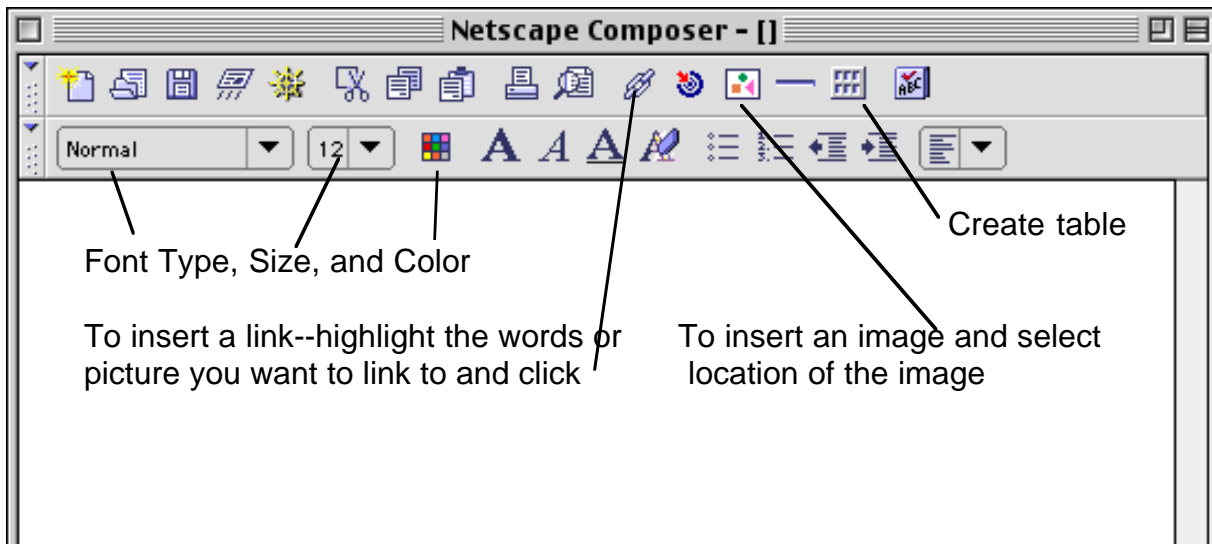 Netscape Composer - []
ABC
Normal
12
A A A A
Create table
Font Type, Size, and Color
To insert a link--highlight the words or
picture you want to link to and click
To insert an image and select
location of the image